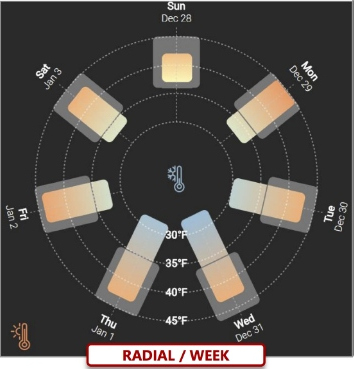 Sun
Dec 28
Mon
Dec 29
Tue
Dec 30
Wed
Dec 31
Thu
Jan 1
Fri
Jan 2
Sat
Jan 3
30°F
35°F
40°F
45°F
RADIAL / WEEK